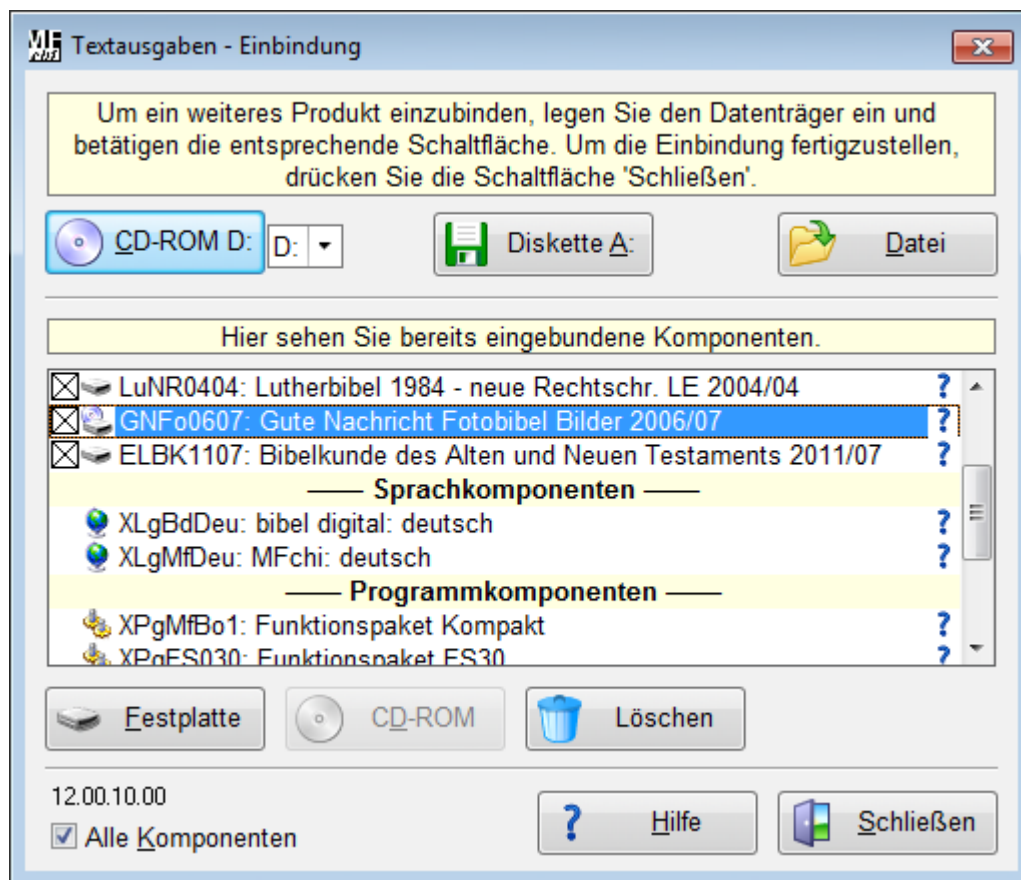 Textausgaben - Einbindung
Um ein weiteres Produkt einzubinden, legen Sie den Datenträger ein und
betätigen die entsprechende Schaltfläche. Um die Einbindung fertigzustellen,
drücken Sie die Schaltfläche 'Schließen'.
CD-ROM D: D: Diskette A: Datei
Hier sehen Sie bereits eingebundene Komponenten.
LuNR0404: Lutherbibel 1984 - neue Rechtschr. LE 2004/04 ?
GNFo0607: Gute Nachricht Fotobibel Bilder 2006/07 ?
ELBK1107: Bibelkunde des Alten und Neuen Testaments 2011/07 ?
—— Sprachkomponenten ——
XLgBdDeu: bibel digital: deutsch ?
XLgMfDeu: MFchi: deutsch ?
—— Programmkomponenten ——
XPgMfBo1: Funktionspaket Kompakt ?
XPgES030: Funktionspaket ES30 ?
Festplatte CD-ROM Löschen
12.00.10.00
Alle Komponenten ? Hilfe Schließen